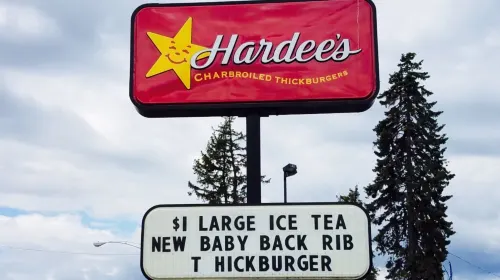 Hardee's
CHARBROILED THICKBURGERS
$1 LARGE ICE TEA
NEW BABY BACK RIB
T HICKBURGER